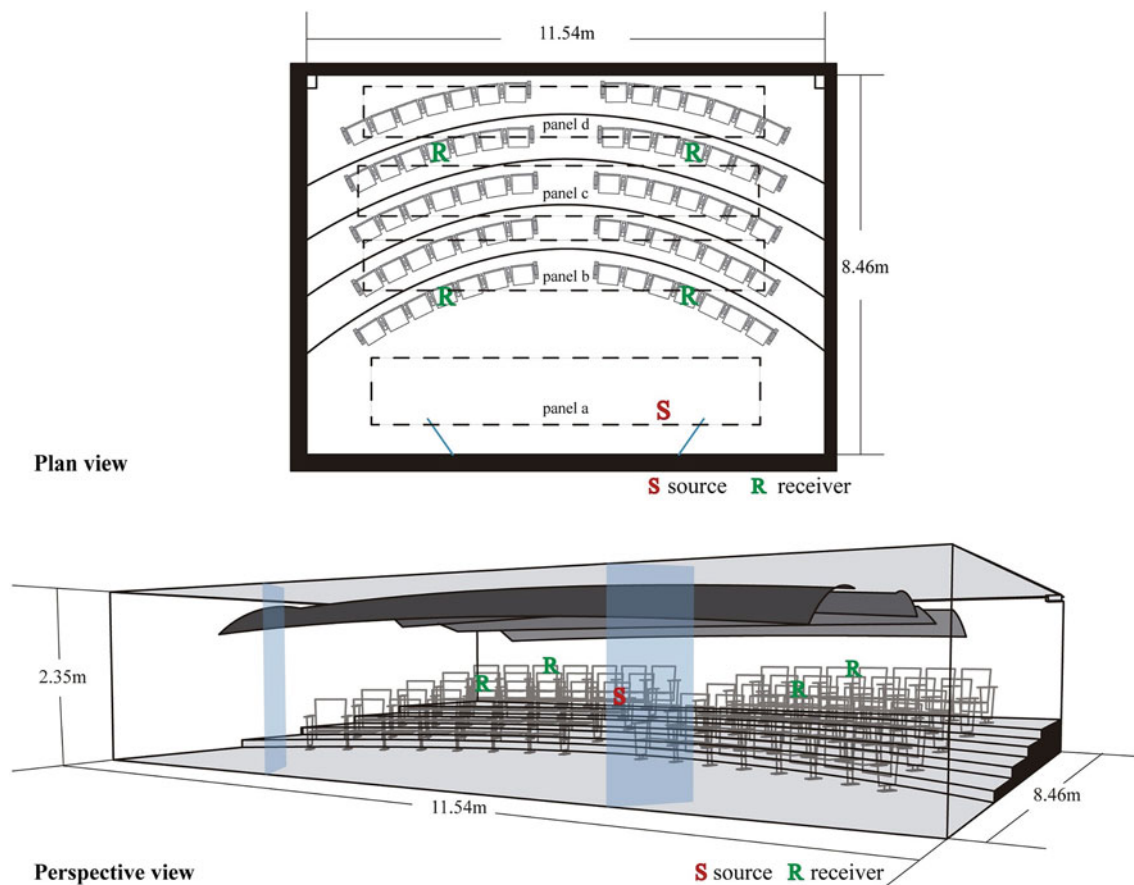 11.54m
panel d
R R
panel c
8.46m
panel b
R R
panel a
S
Plan view
S source R receiver
2.35m
R R
R R
S
11.54m
8.46m
Perspective view
S source R receiver